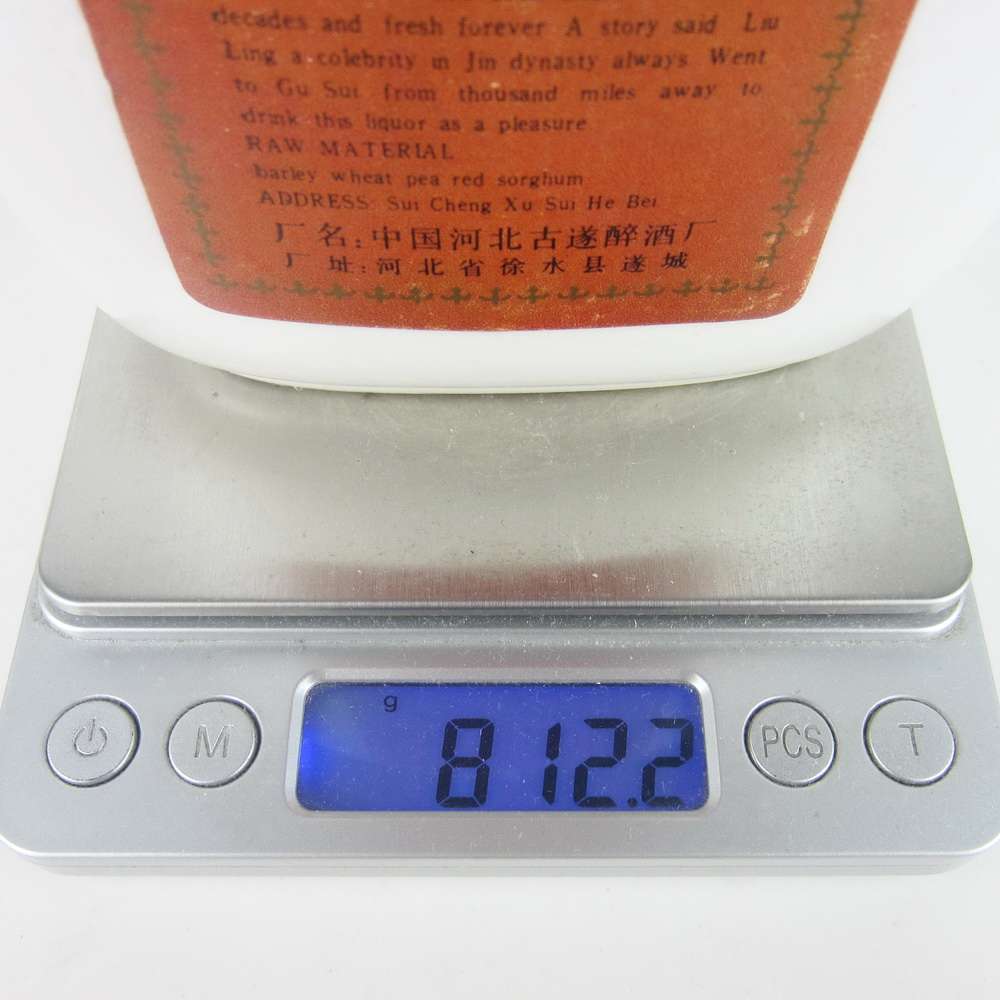 decades and fresh forever A story said Liu
Ling a colebrity in Jin dynasty always Went
to Gu Sui from thousand miles away to
drink this liquor as a pleasure
RAW MATERIAL
barley wheat pea red sorghum
ADDRESS: Sui Cheng Xu Sui He Bei
厂名：中国河北古遂醉酒厂
厂址：河北省徐水县遂城
g
812.2
M
PCS
T